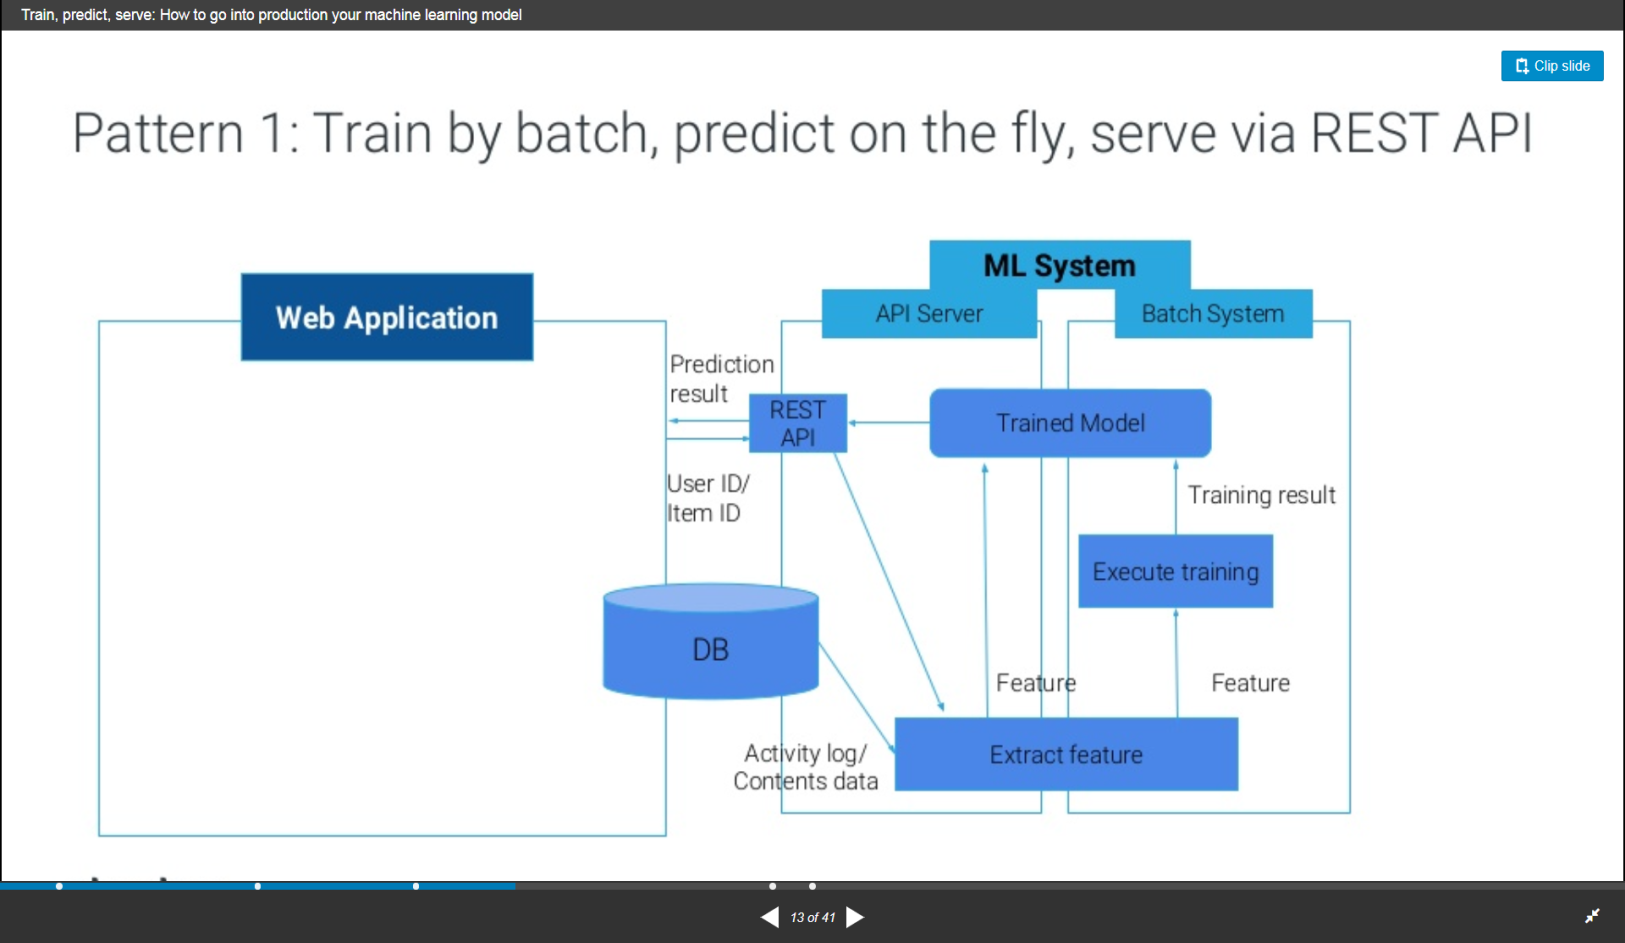 Train, predict, serve: How to go into production your machine learning model
Clip slide
Pattern 1: Train by batch, predict on the fly, serve via REST API
ML System
Web Application
API Server
Batch System
Prediction
result
REST
API
Trained Model
User ID/
Item ID
Training result
Execute training
DB
Feature
Feature
Activity log/
Contents data
Extract feature
13 of 41